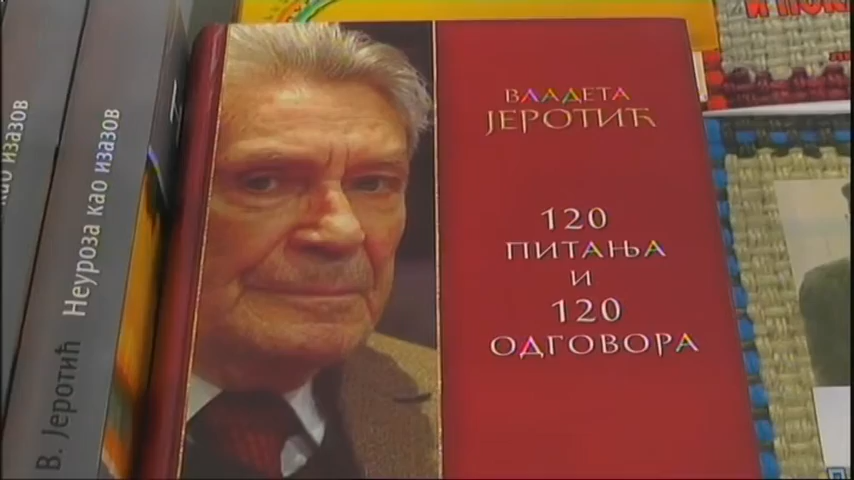 ВЛАДЕТА
ЈЕРОТИЋ
120
ПИТАЊА
И
120
ОДГОВОРА
В. Јеротић Неуроза као изазов
као изазов